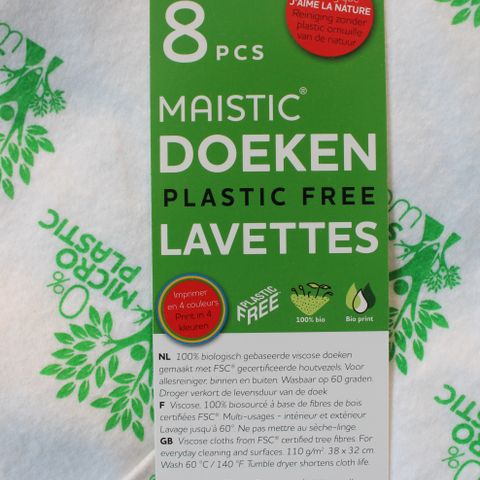 J'AIME LA NATURE
Reiniging zonder
plastic omwille
van de natuur
8 PCS
MAISTIC®
DOEKEN
PLASTIC FREE
LAVETTES
Imprimer
en 4 couleurs
Print in 4
kleuren
PLASTIC
FREE
100% bio
Bio print
NL 100% biologisch gebaseerde viscose doeken
gemaakt met FSC® gecertificeerde houtvezels. Voor
allesreiniger, binnen en buiten. Wasbaar op 60 graden.
Droger verkort de levensduur van de doek
F Viscose. 100% biosourcé à base de fibres de bois
certifiées FSC®. Multi-usages - intérieur et extérieur
Lavage jusqu'à 60°. Ne pas mettre au sèche-linge.
GB Viscose cloths from FSC® certified tree fibres. For
everyday cleaning and surfaces. 110 g/m². 38 x 32 cm.
Wash 60 °C / 140 °F Tumble dryer shortens cloth life.
0%
MICRO
PLASTIC